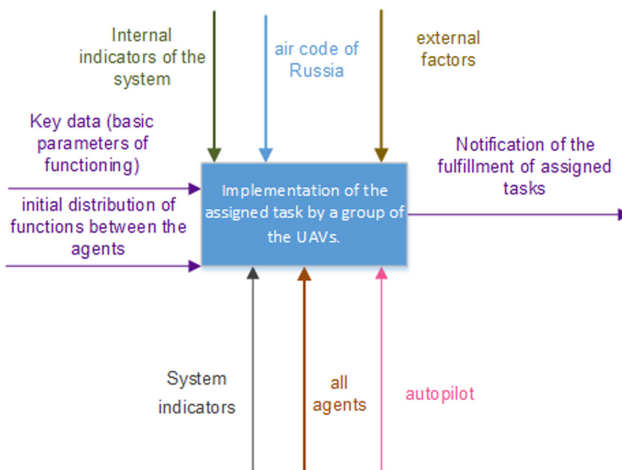 Internal
indicators of the
system
air code of
Russia
external
factors
Key data (basic
parameters of
functioning)
initial distribution of
functions between the
agents
Implementation of the
assigned task by a group of
the UAVs.
Notification of the
fulfillment of assigned
tasks
System
indicators
all
agents
autopilot